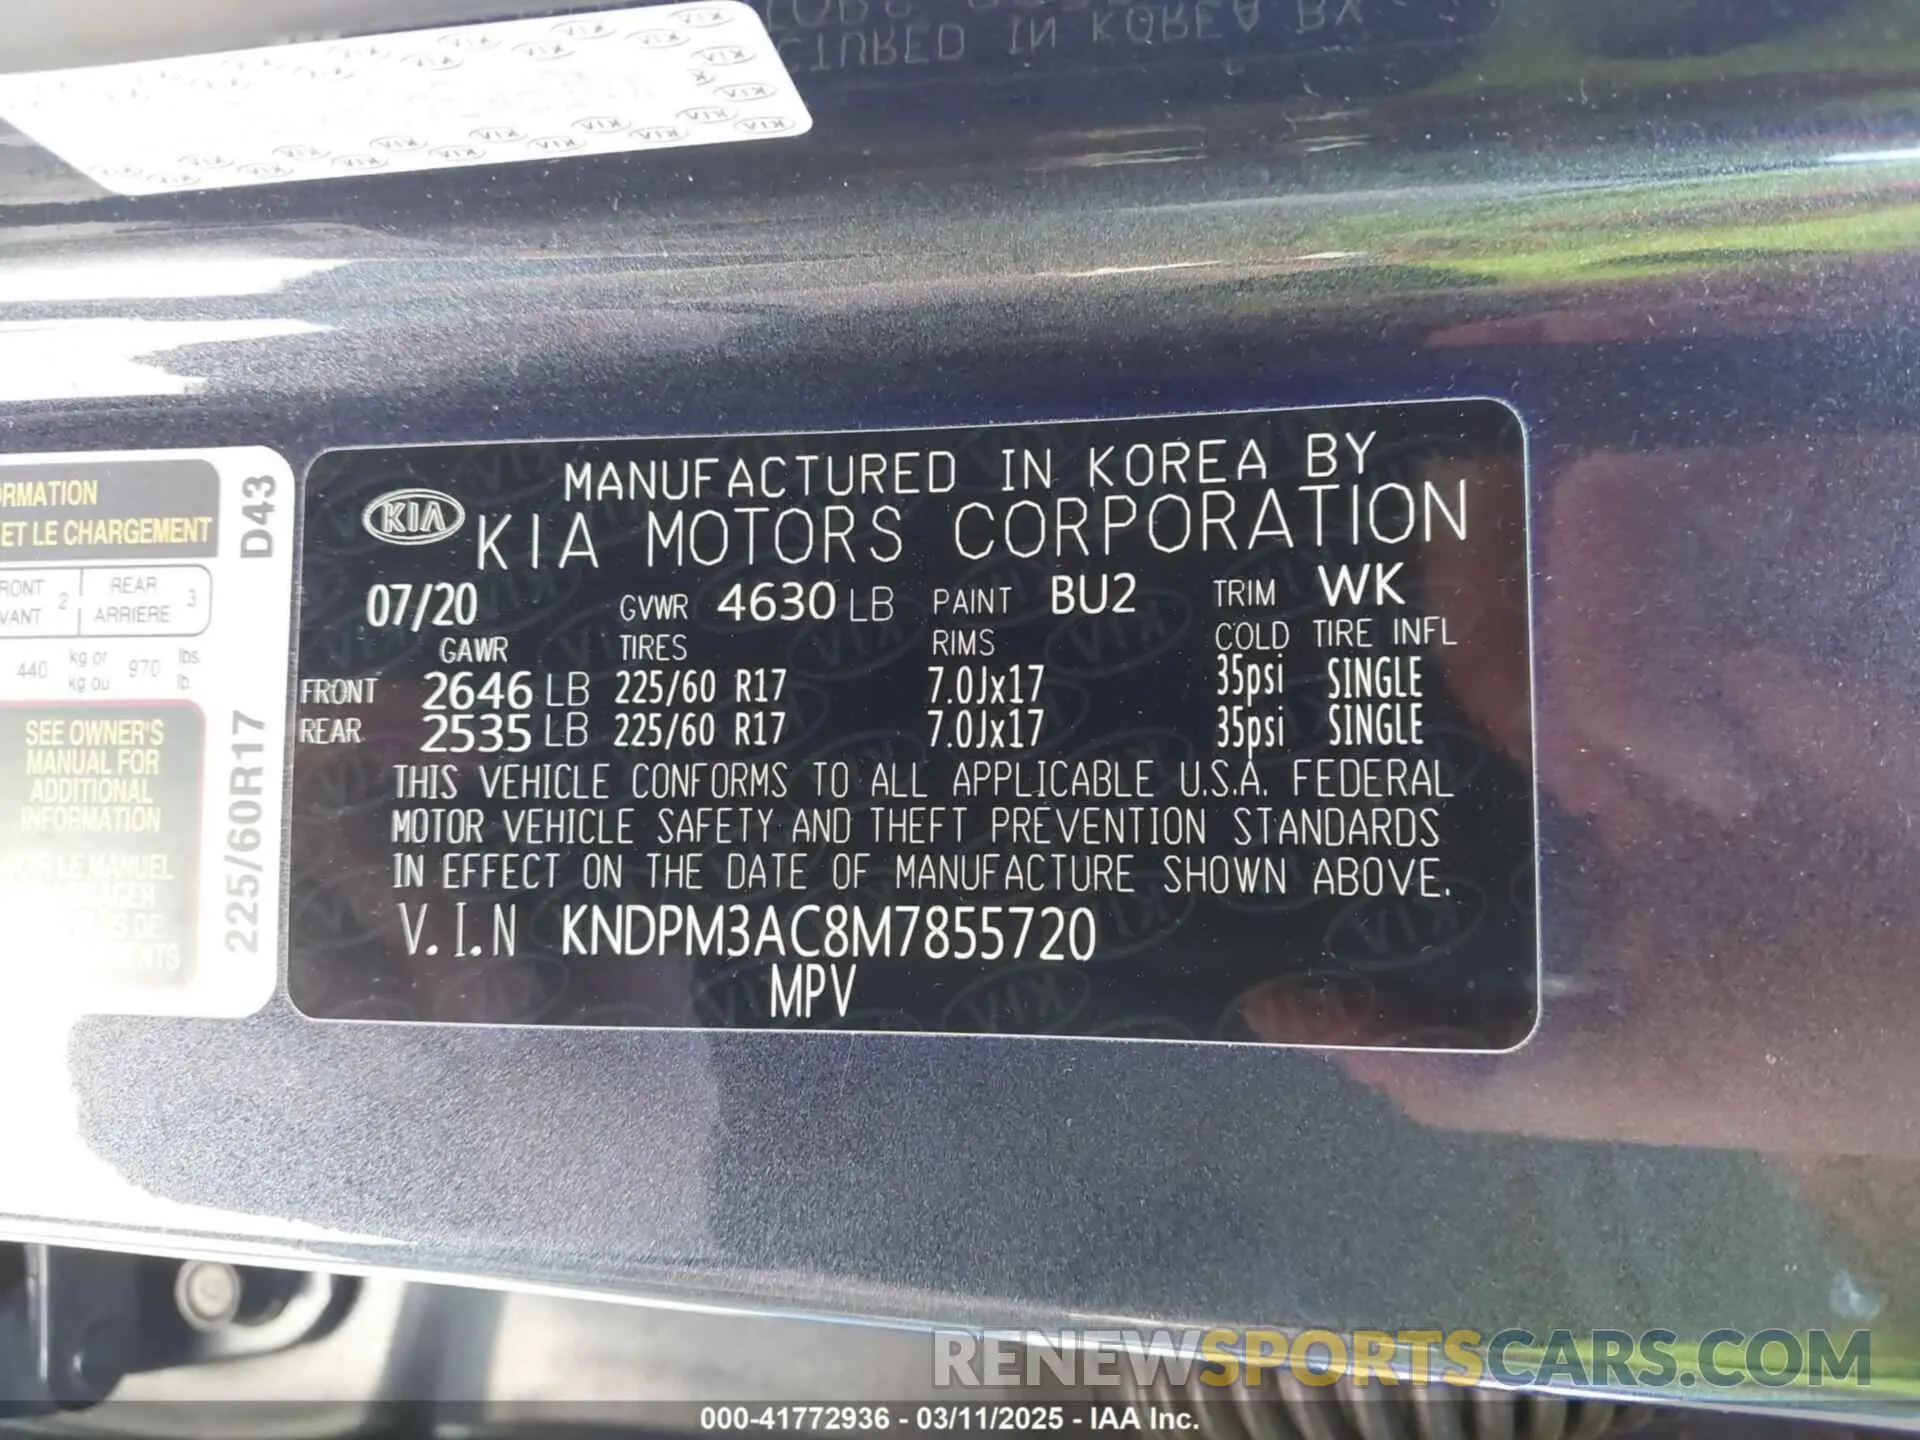 MANUFACTURED IN KOREA BY
KIA KIA MOTORS CORPORATION
07/20 GVWR 4630 LB PAINT BU2 TRIM WK
GAWR TIRES RIMS COLD TIRE INFL
FRONT 2646 LB 225/60 R17 7.0Jx17 35psi SINGLE
REAR 2535 LB 225/60 R17 7.0Jx17 35psi SINGLE
THIS VEHICLE CONFORMS TO ALL APPLICABLE U.S.A. FEDERAL
MOTOR VEHICLE SAFETY AND THEFT PREVENTION STANDARDS
IN EFFECT ON THE DATE OF MANUFACTURE SHOWN ABOVE.
V.I.N KNDPM3AC8M7855720
MPV
ET LE CHARGEMENT
REAR 3
2 ARRIERE
440 kg or 970 lbs.
kg ou lb.
SEE OWNER'S
MANUAL FOR
ADDITIONAL
INFORMATION
LE MANUEL
D43
225/60R17
RENEWSPORTSCARS.COM
000-41772936 - 03/11/2025 - IAA Inc.